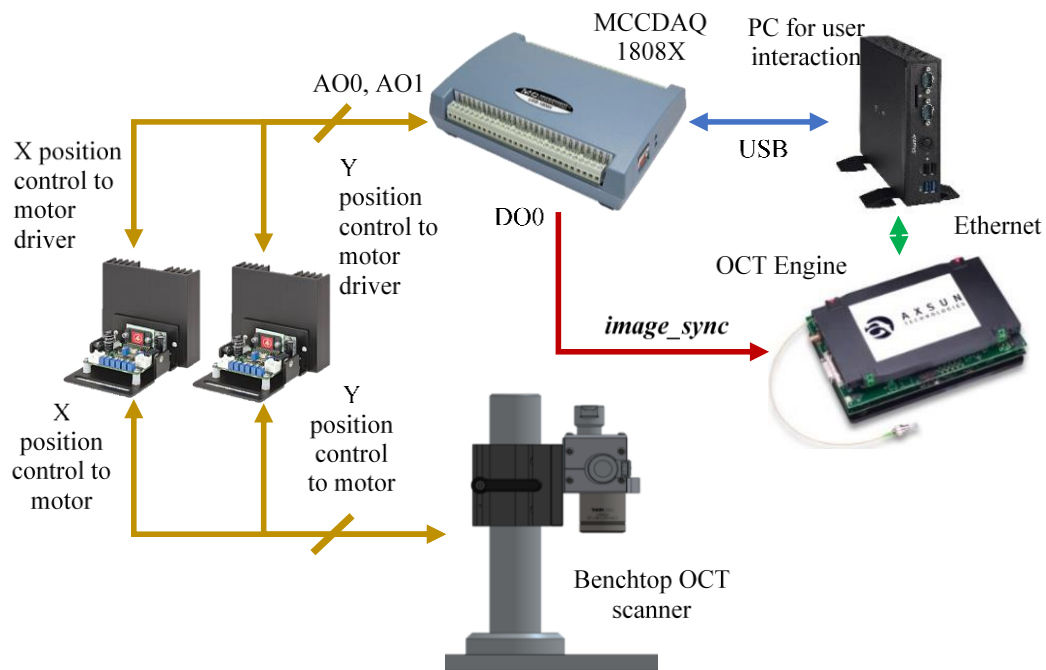 MCCDAQ
1808X
PC for user
interaction
AO0, AO1
USB
X position
control to
motor
driver
Y
position
control to
motor
driver
DO0
Ethernet
OCT Engine
AXSUN
TECHNOLOGIES
image_sync
X
position
control to
motor
Y
position
control
to motor
Benchtop OCT
scanner